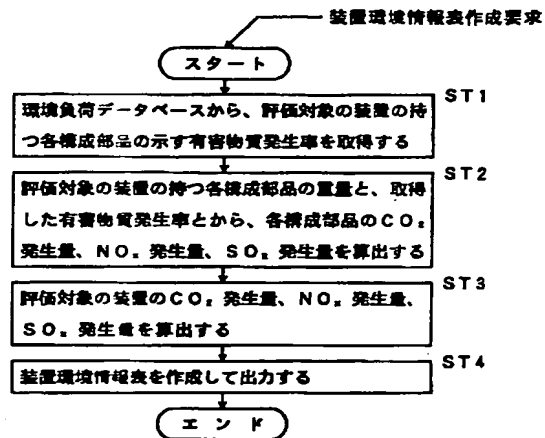 装置環境情報表作成要求
スタート
ST1
環境負荷データベースから、評価対象の装置の持
つ各構成部品の示す有害物質発生率を取得する
ST2
評価対象の装置の持つ各構成部品の重量と、取得
した有害物質発生率とから、各構成部品のCO₂
発生量、NOₓ発生量、SOₓ発生量を算出する
ST3
評価対象の装置のCO₂発生量、NOₓ発生量、
SOₓ発生量を算出する
ST4
装置環境情報表を作成して出力する
エンド